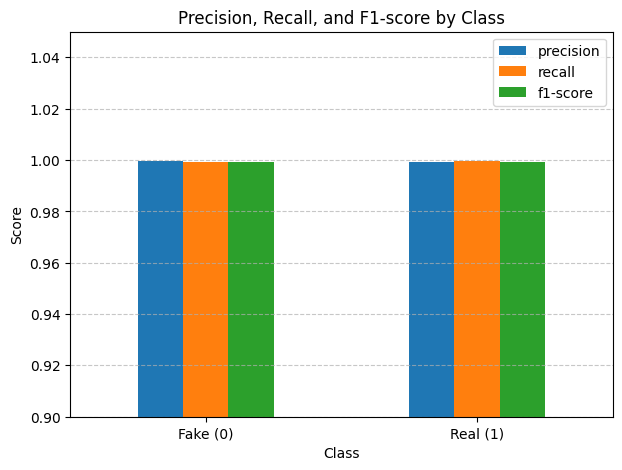 Precision, Recall, and F1-score by Class
precision
recall
f1-score
1.04
1.02
1.00
0.98
0.96
0.94
0.92
0.90
Score
Fake (0)
Real (1)
Class